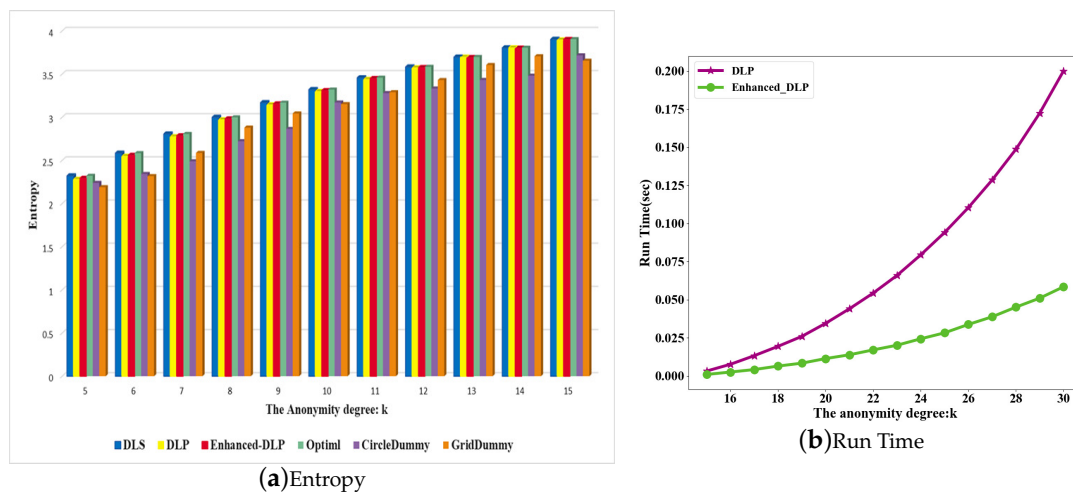 4
3.5
3
2.5
2
1.5
1
0.5
0
Entropy
5 6 7 8 9 10 11 12 13 14 15
The Anonymity degree: k
DLS DLP Enhanced-DLP Optiml CircleDummy GridDummy
(a)Entropy
DLP
Enhanced_DLP
0.200
0.175
0.150
0.125
0.100
0.075
0.050
0.025
0.000
Run Time(sec)
16 18 20 22 24 26 28 30
The anonymity degree:k
(b)Run Time